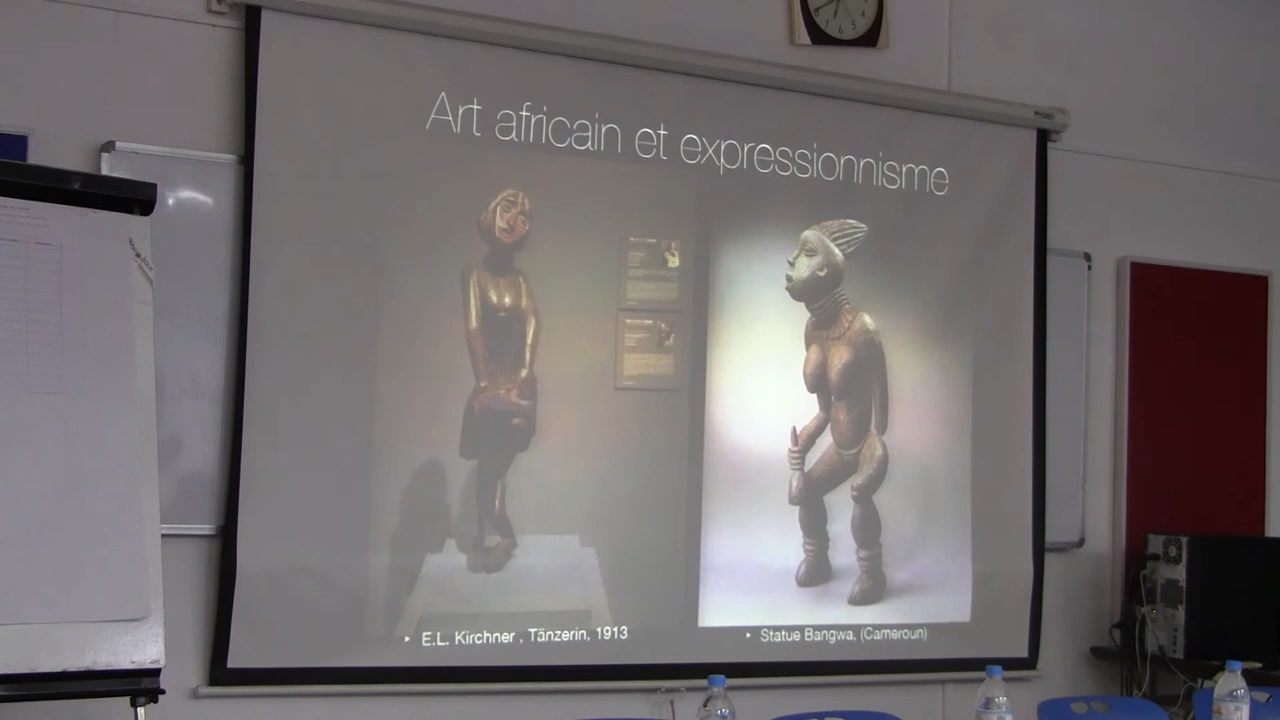 Art africain et expressionnisme
E.L. Kirchner , Tänzerin, 1913
Statue Bangwa, (Cameroun)